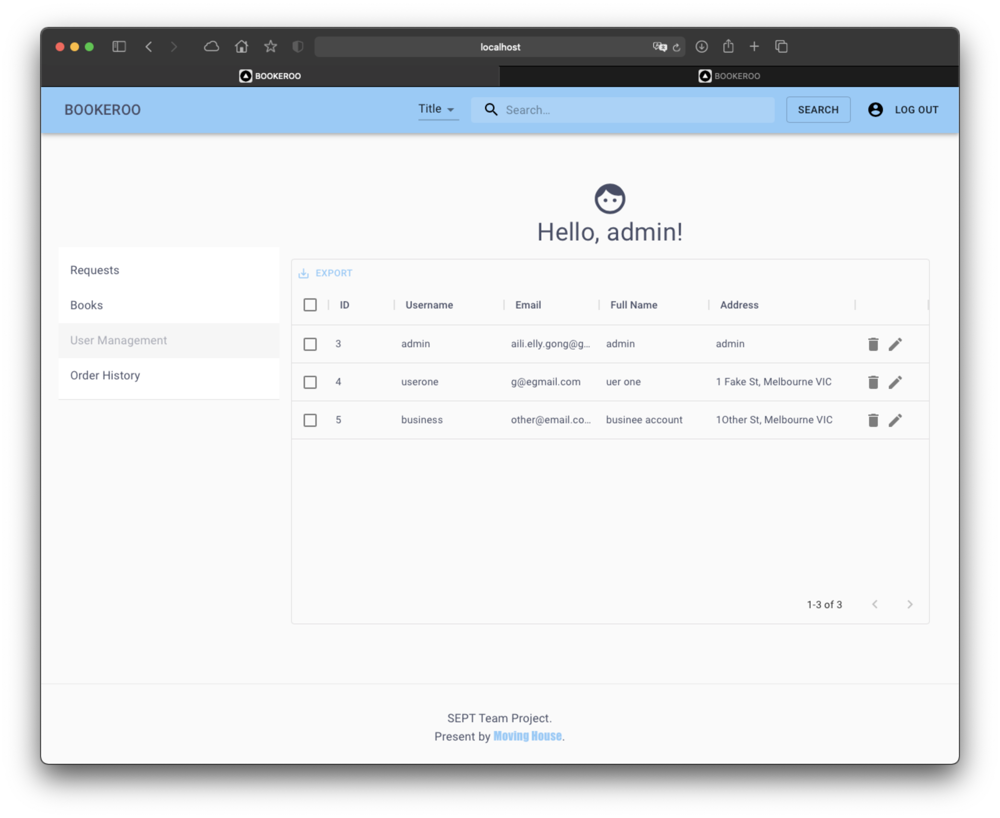 localhost
BOOKEROO
BOOKEROO
BOOKEROO Title Search... SEARCH LOG OUT
Hello, admin!
Requests
Books
User Management
Order History
EXPORT
ID Username Email Full Name Address
3 admin aili.elly.gong@g... admin admin
4 userone g@egmail.com uer one 1 Fake St, Melbourne VIC
5 business other@email.co... businee account 1Other St, Melbourne VIC
1-3 of 3
SEPT Team Project.
Present by Moving House.